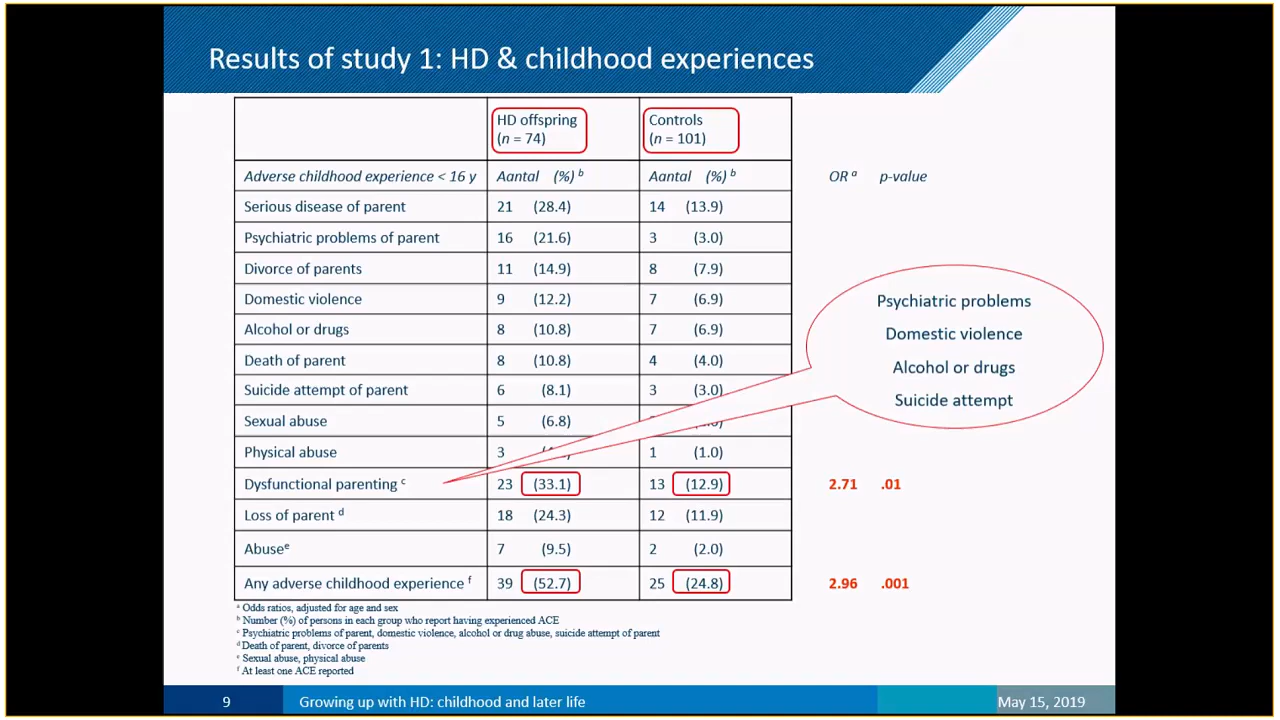 Results of study 1: HD & childhood experiences
HD offspring Controls
(n = 74) (n = 101)
Adverse childhood experience < 16 y Aantal (%) b Aantal (%) b OR a p-value
Serious disease of parent 21 (28.4) 14 (13.9)
Psychiatric problems of parent 16 (21.6) 3 (3.0)
Divorce of parents 11 (14.9) 8 (7.9)
Domestic violence 9 (12.2) 7 (6.9)
Alcohol or drugs 8 (10.8) 7 (6.9)
Death of parent 8 (10.8) 4 (4.0)
Suicide attempt of parent 6 (8.1) 3 (3.0)
Sexual abuse 5 (6.8)
Physical abuse 3 1 (1.0)
Dysfunctional parenting c 23 (33.1) 13 (12.9) 2.71 .01
Loss of parent d 18 (24.3) 12 (11.9)
Abuse e 7 (9.5) 2 (2.0)
Any adverse childhood experience f 39 (52.7) 25 (24.8) 2.96 .001
Psychiatric problems
Domestic violence
Alcohol or drugs
Suicide attempt
a Odds ratios, adjusted for age and sex
b Number (%) of persons in each group who report having experienced ACE
c Psychiatric problems of parent, domestic violence, alcohol or drug abuse, suicide attempt of parent
d Death of parent, divorce of parents
e Sexual abuse, physical abuse
f At least one ACE reported
9 Growing up with HD: childhood and later life May 15, 2019